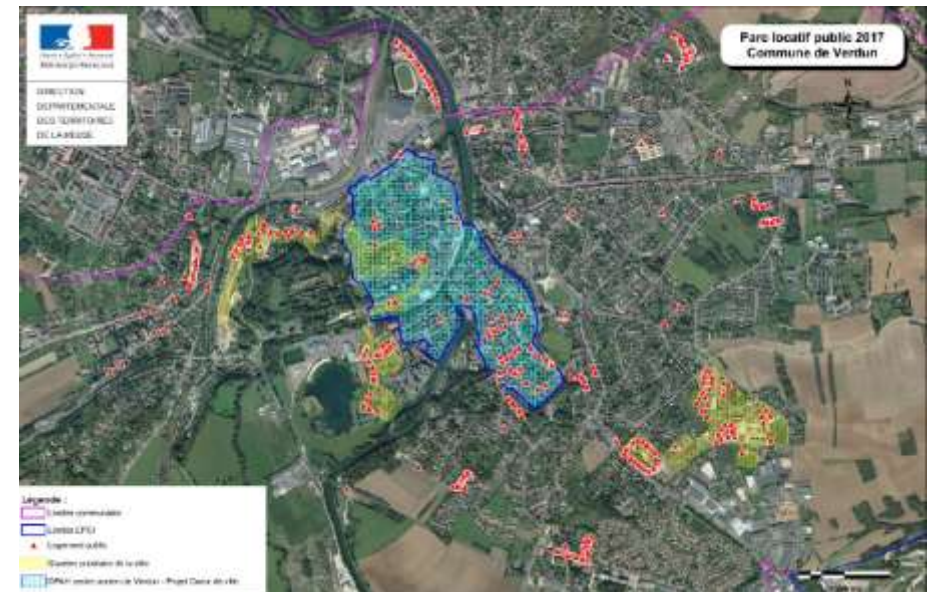 Parc locatif public 2017
Commune de Verdun
N
DIRECTION
DEPARTEMENTALE
DES TERRITOIRES
DE LA MEUSE
Légende :
Limite communale
Limite EPCI
Logement public
Quartier prioritaire de la ville
OPAH centre ancien de Verdun - Projet Coeur de ville